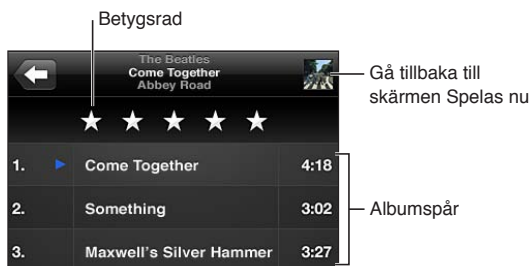 Betygsrad
The Beatles
Come Together
Abbey Road
Gå tillbaka till
skärmen Spelas nu
1. Come Together 4:18
2. Something 3:02
3. Maxwell's Silver Hammer 3:27
Albumspår